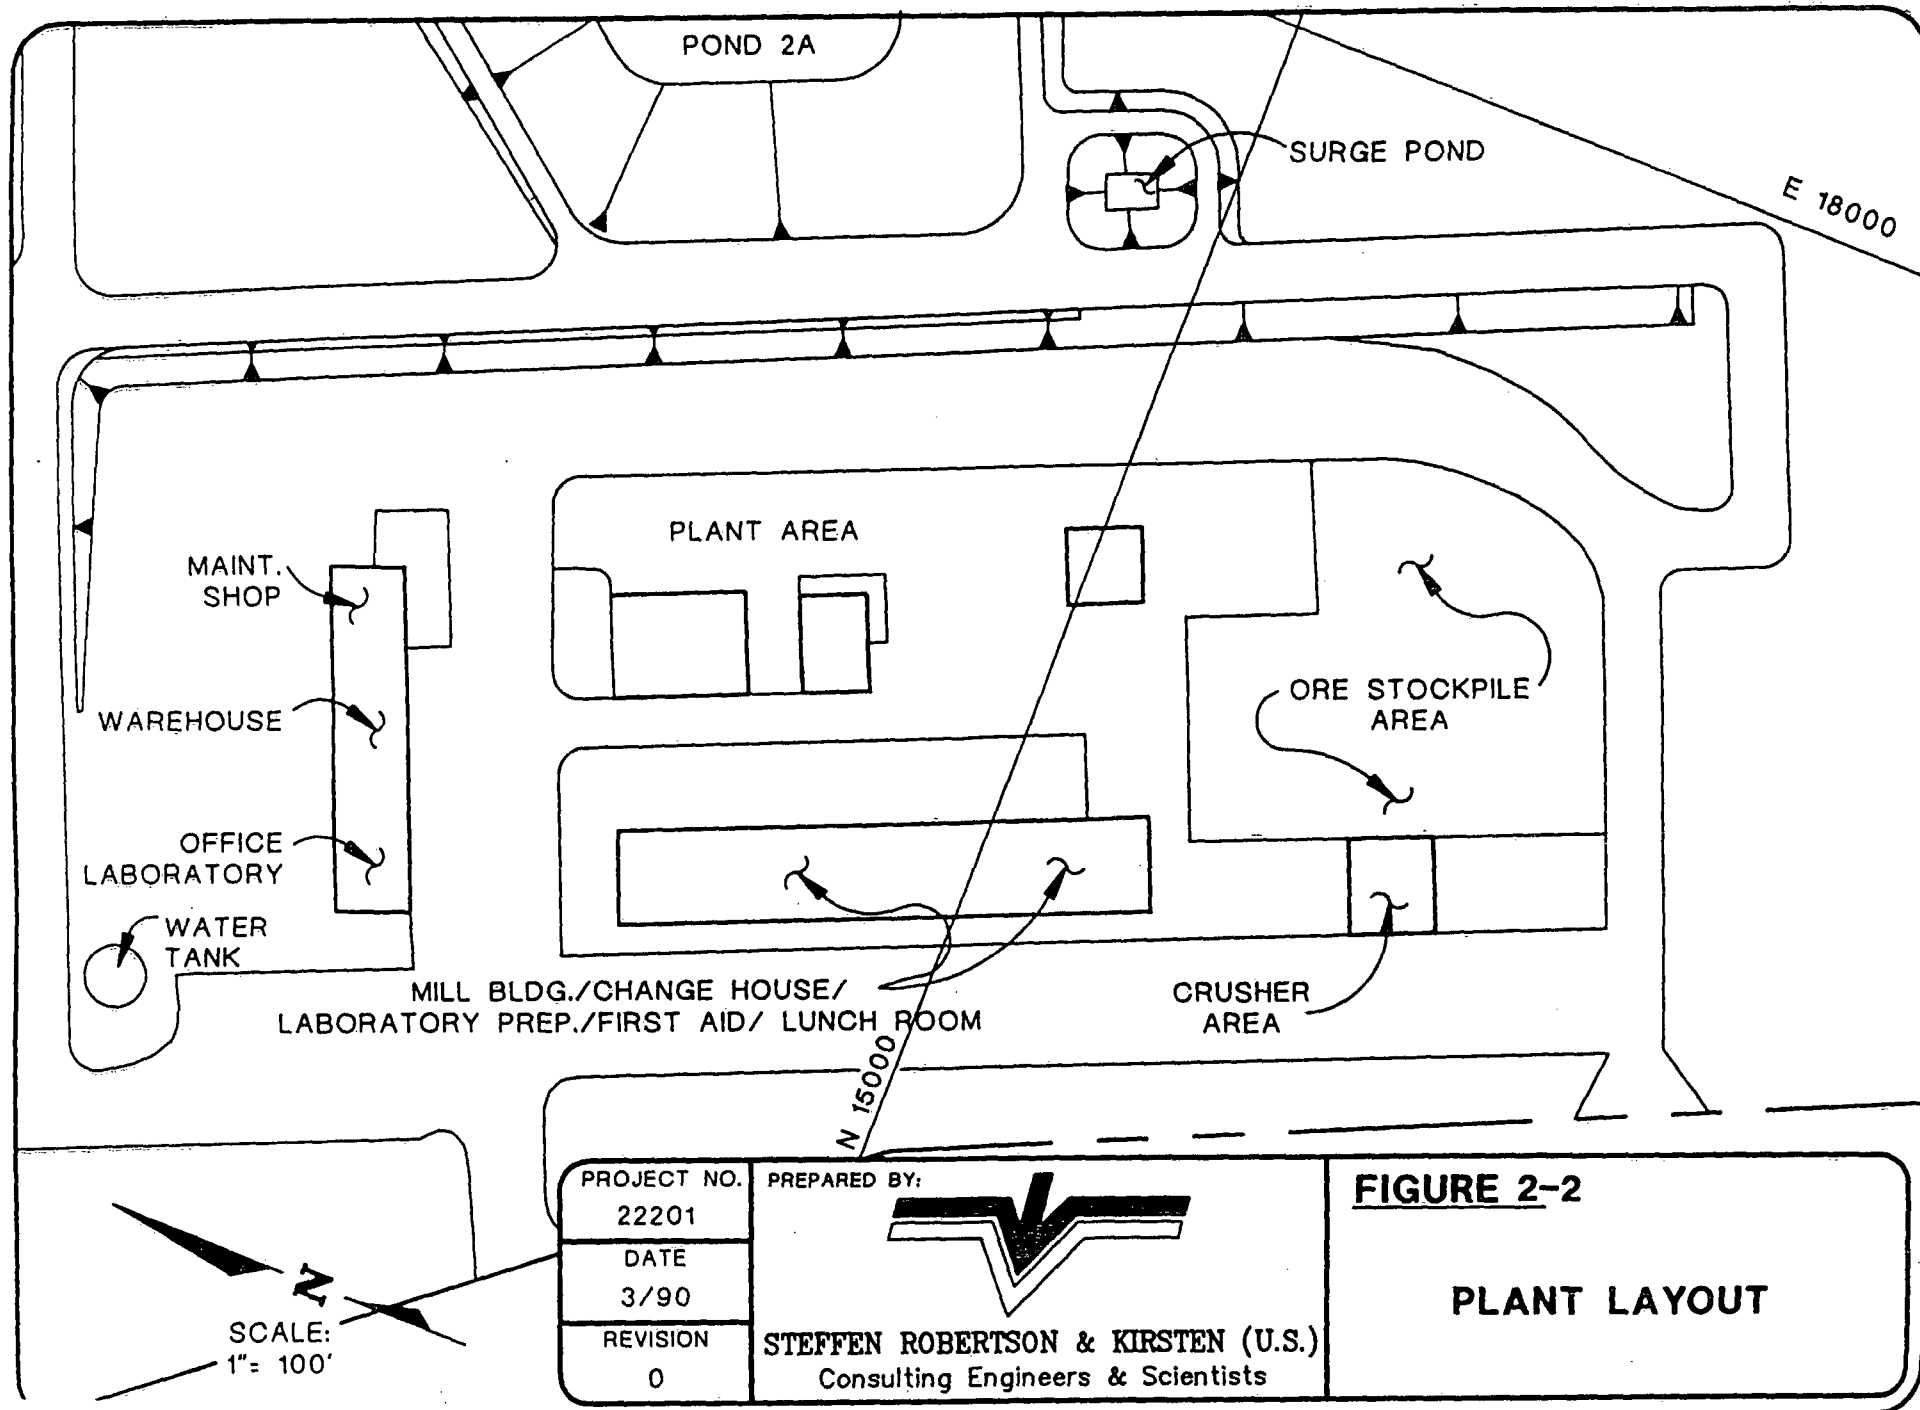 POND 2A
SURGE POND
E 18000
PLANT AREA
MAINT.
SHOP
WAREHOUSE
ORE STOCKPILE
AREA
OFFICE
LABORATORY
WATER
TANK
MILL BLDG./CHANGE HOUSE/
LABORATORY PREP./FIRST AID/ LUNCH ROOM
CRUSHER
AREA
N 15000
N
SCALE:
1"= 100'
PROJECT NO.
22201
DATE
3/90
REVISION
0
PREPARED BY:
STEFFEN ROBERTSON & KIRSTEN (U.S.)
Consulting Engineers & Scientists
FIGURE 2-2
PLANT LAYOUT